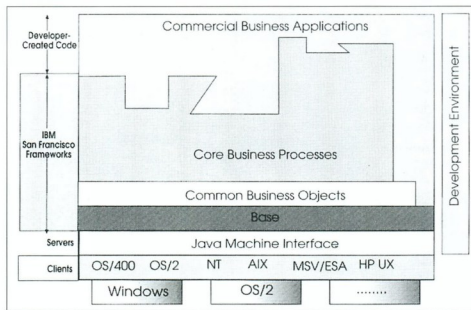 Commercial Business Applications
Developer-
Created Code
IBM
San Francisco
Frameworks
Core Business Processes
Common Business Objects
Base
Servers
Java Machine Interface
Clients
OS/400 OS/2 NT AIX MSV/ESA HP UX
Windows OS/2 ........
Development Environment